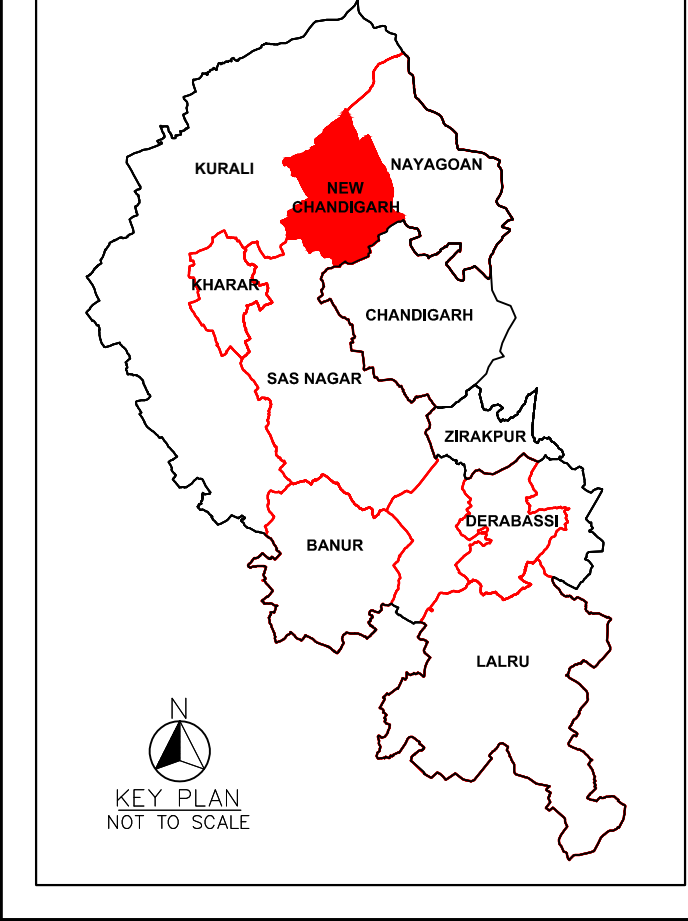 KURALI
NAYAGOAN
NEW
CHANDIGARH
KHARAR
CHANDIGARH
SAS NAGAR
ZIRAKPUR
DERABASSI
BANUR
LALRU
N
KEY PLAN
NOT TO SCALE